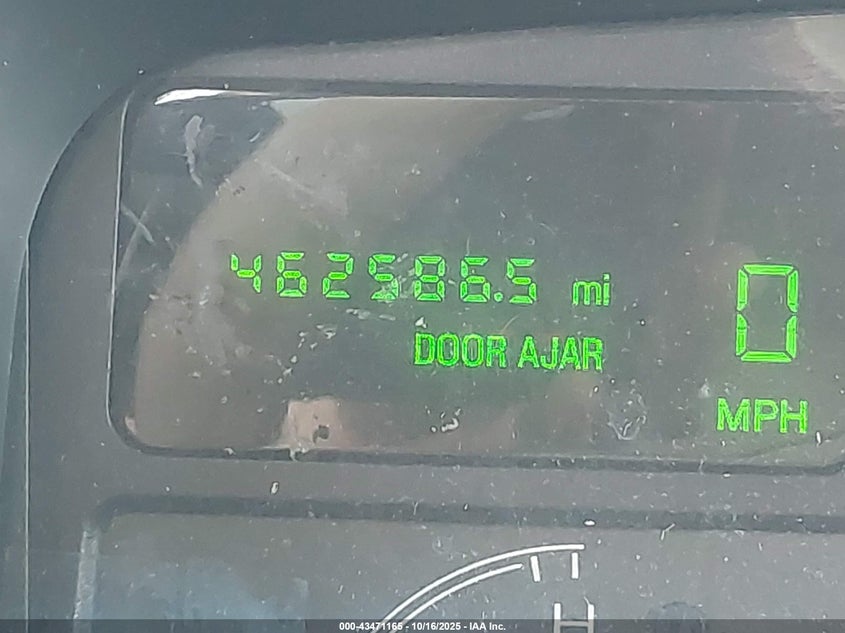 462586.5 mi
DOOR AJAR
0
MPH
H
000-43471165 - 10/16/2025 - IAA Inc.